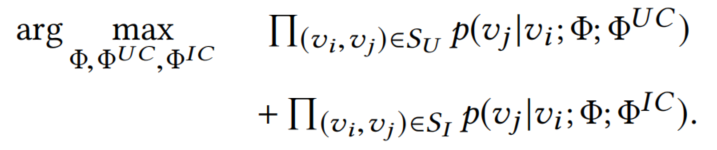 arg max_{Φ,Φ^{UC},Φ^{IC}} ∏_{(v_i,v_j)∈S_U} p(v_j|v_i;Φ;Φ^{UC})
+ ∏_{(v_i,v_j)∈S_I} p(v_j|v_i;Φ;Φ^{IC}).